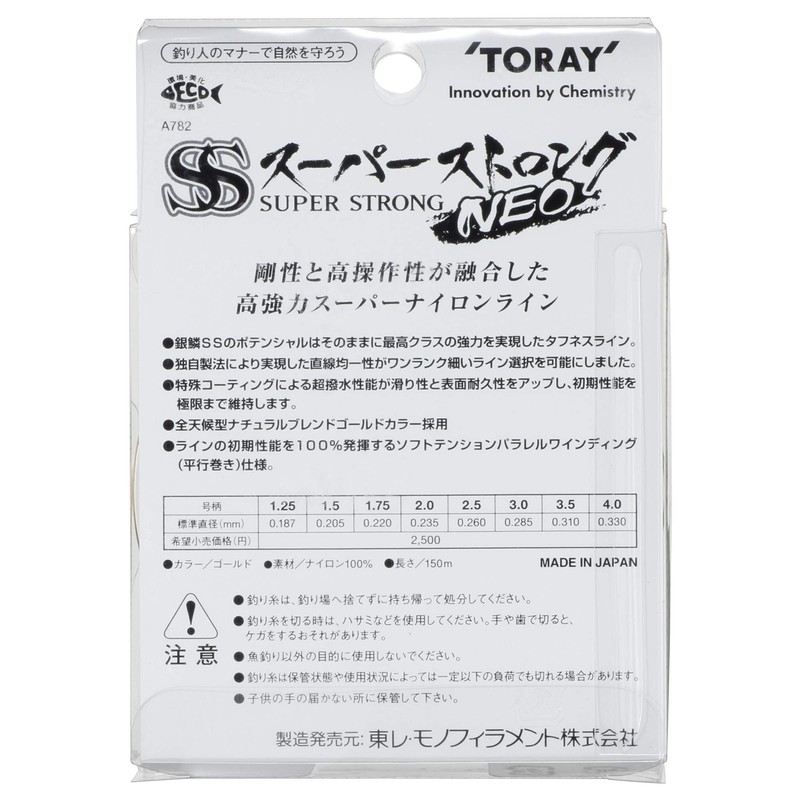 釣り人のマナーで自然を守ろう
'TORAY'
Innovation by Chemistry
環境・美化
ECO
協力商品
A782
SS スーパーストロング
SUPER STRONG NEO
剛性と高操作性が融合した
高強力スーパーナイロンライン
●銀鱗SSのポテンシャルはそのままに最高クラスの強力を実現したタフネスライン。
●独自製法により実現した直線均一性がワンランク細いライン選択を可能にしました。
●特殊コーティングによる超撥水性能が滑り性と表面耐久性をアップし、初期性能を
極限まで維持します。
●全天候型ナチュラルブレンドゴールドカラー採用
●ラインの初期性能を100%発揮するソフトテンションパラレルワインディング
(平行巻き)仕様。
号柄 1.25 1.5 1.75 2.0 2.5 3.0 3.5 4.0
標準直径(mm) 0.187 0.205 0.220 0.235 0.260 0.285 0.310 0.330
希望小売価格(円) 2,500
●カラー/ゴールド ●素材/ナイロン100% ●長さ/150m MADE IN JAPAN
●釣り糸は、釣り場へ捨てずに持ち帰って処分してください。
●釣り糸を切る時は、ハサミなどを使用してください。手や歯で切ると、
ケガをするおそれがあります。
注意
●魚釣り以外の目的に使用しないでください。
●釣り糸は保管状態や使用状況によっては一定以下の負荷でも切れる場合があります。
●子供の手の届かない所に保管して下さい。
製造発売元: 東レ・モノフィラメント株式会社